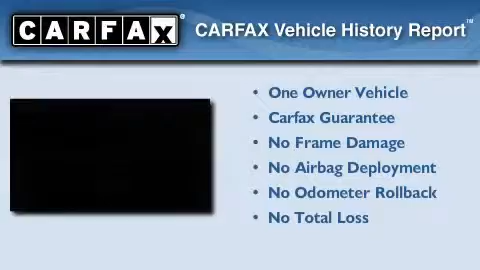 CARFAX® CARFAX Vehicle History Report™
• One Owner Vehicle
• Carfax Guarantee
• No Frame Damage
• No Airbag Deployment
• No Odometer Rollback
• No Total Loss